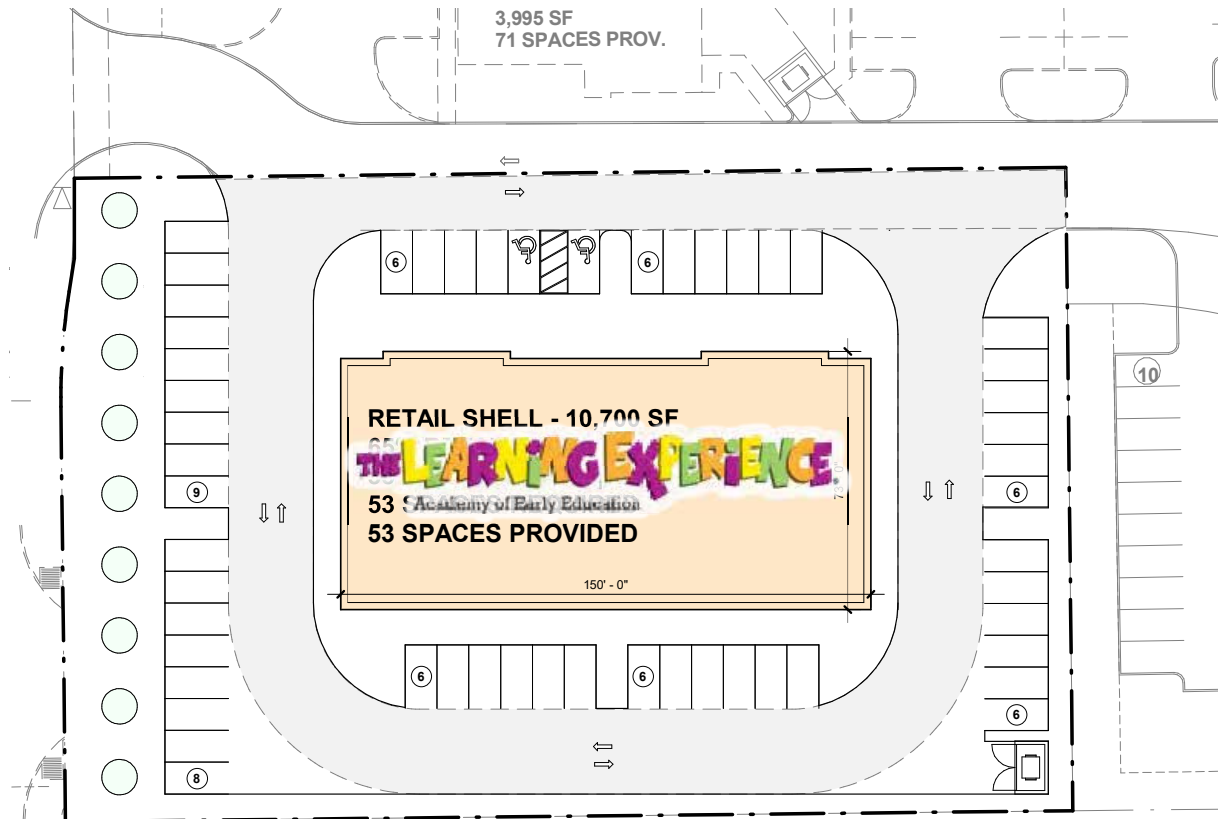 3,995 SF
71 SPACES PROV.
6
6
10
RETAIL SHELL - 10,700 SF
THE LEARNING EXPERIENCE
Academy of Early Education
53
53 SPACES PROVIDED
150' - 0"
9
6
6
6
6
8